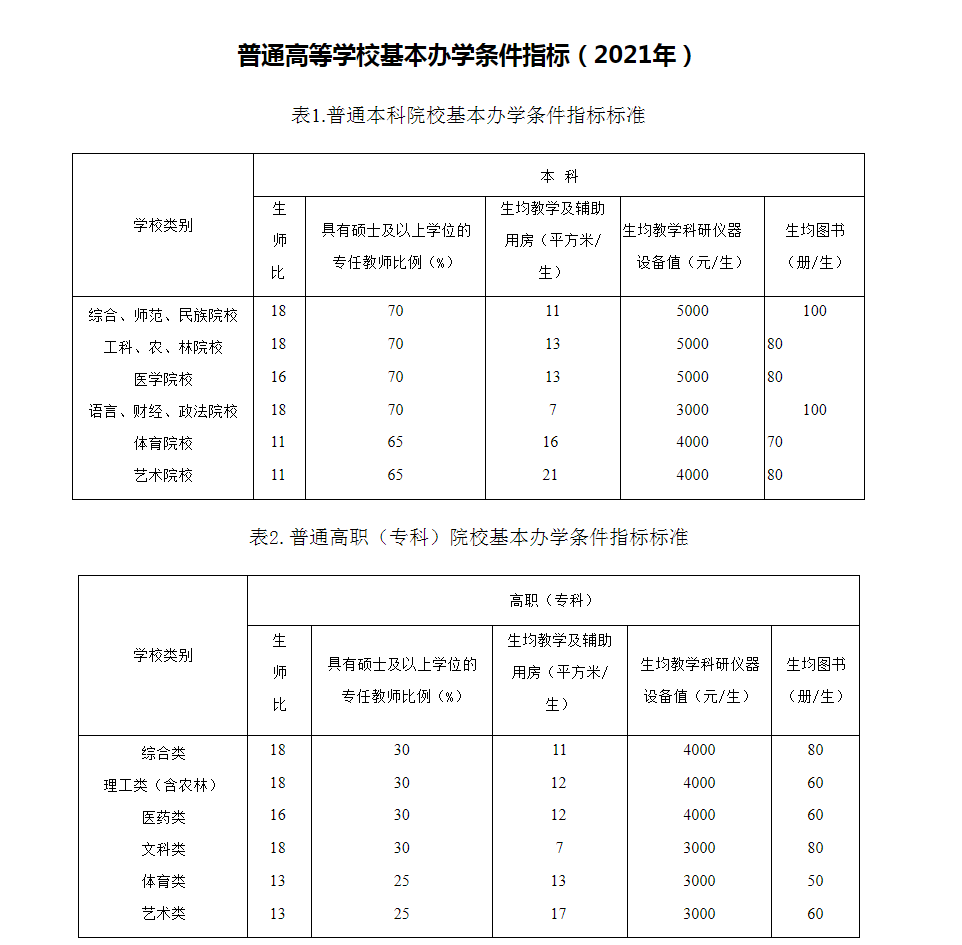 普通高等学校基本办学条件指标（2021年）
表1.普通本科院校基本办学条件指标标准
学校类别
本 科
生
师
比
具有硕士及以上学位的
专任教师比例（%）
生均教学及辅助
用房（平方米/
生）
生均教学科研仪器
设备值（元/生）
生均图书
（册/生）
综合、师范、民族院校 18 70 11 5000 100
工科、农、林院校 18 70 13 5000 80
医学院校 16 70 13 5000 80
语言、财经、政法院校 18 70 7 3000 100
体育院校 11 65 16 4000 70
艺术院校 11 65 21 4000 80
表2.普通高职（专科）院校基本办学条件指标标准
学校类别
高职（专科）
生
师
比
具有硕士及以上学位的
专任教师比例（%）
生均教学及辅助
用房（平方米/
生）
生均教学科研仪器
设备值（元/生）
生均图书
（册/生）
综合类 18 30 11 4000 80
理工类（含农林） 18 30 12 4000 60
医药类 16 30 12 4000 60
文科类 18 30 7 3000 80
体育类 13 25 13 3000 50
艺术类 13 25 17 3000 60